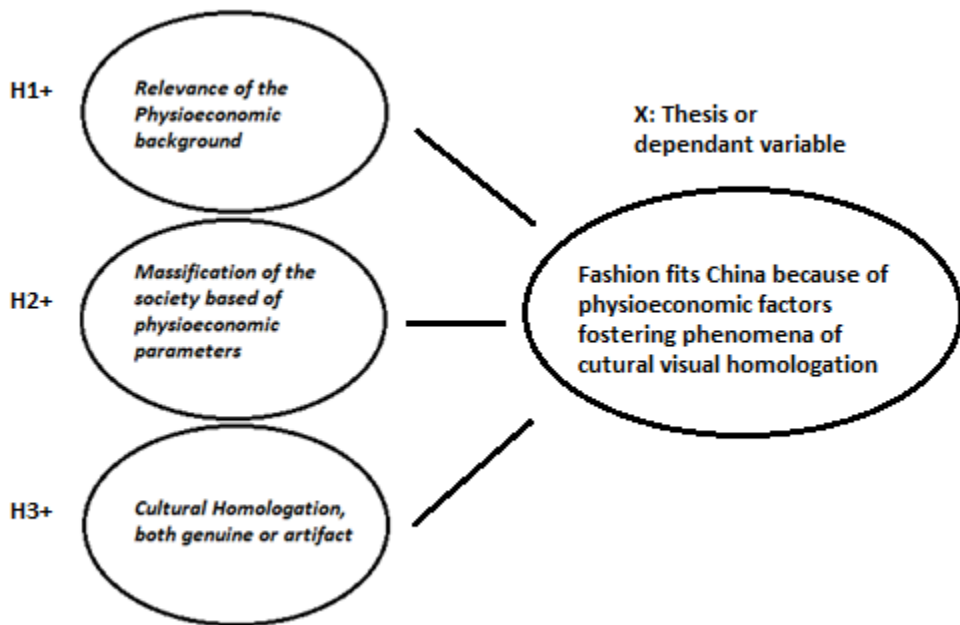 H1+
Relevance of the
Physioeconomic
background
X: Thesis or
dependant variable
H2+
Massification of the
society based of
physioeconomic
parameters
Fashion fits China because of
physioeconomic factors
fostering phenomena of
cutural visual homologation
H3+
Cultural Homologation,
both genuine or artifact